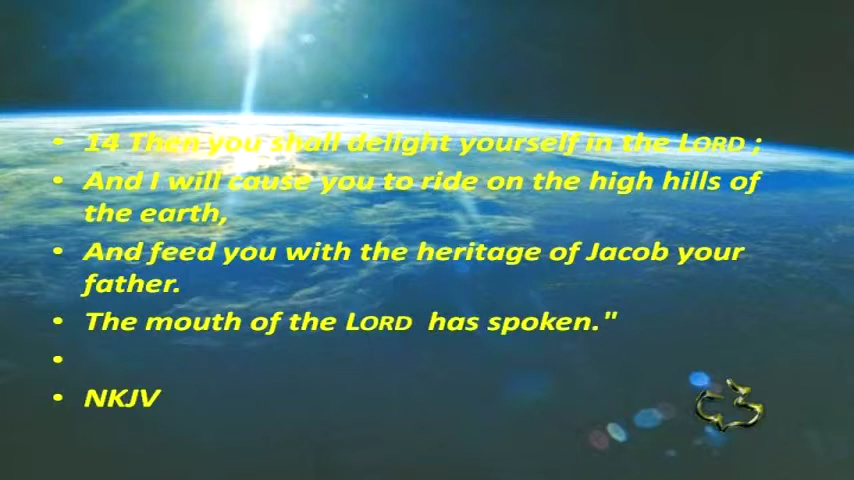 • 14 Then you shall delight yourself in the LORD ;
• And I will cause you to ride on the high hills of
the earth,
• And feed you with the heritage of Jacob your
father.
• The mouth of the LORD has spoken."
•
• NKJV